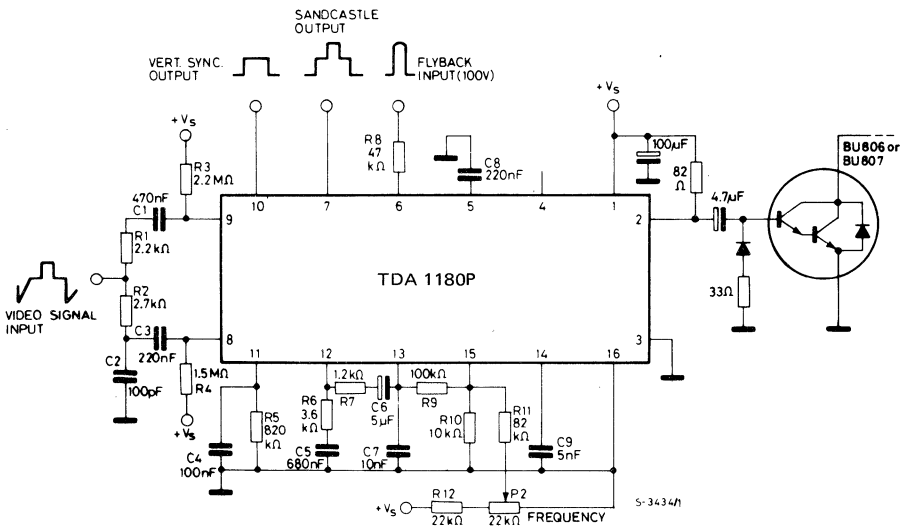 SANDCASTLE
OUTPUT
VERT. SYNC.
OUTPUT
FLYBACK
INPUT (100V)
+Vs
+Vs
R3
2.2MΩ
R8
47
kΩ
C8
220nF
100µF
82
Ω
BU806 or
BU807
470nF
C1
4.7µF
10
7
6
5
4
1
9
2
R1
2.2kΩ
TDA 1180P
R2
2.7kΩ
33Ω
VIDEO SIGNAL
INPUT
C3
220nF
8
3
11
12
13
15
14
16
C2
100pF
1.5MΩ
R4
+Vs
1.2kΩ
R7
100kΩ
R9
C6
5µF
R5
820
kΩ
R6
3.6
kΩ
R10
10kΩ
R11
82
kΩ
C4
100nF
C5
680nF
C7
10nF
C9
5nF
+Vs
R12
22kΩ
P2
22kΩ
FREQUENCY
S-3434/1